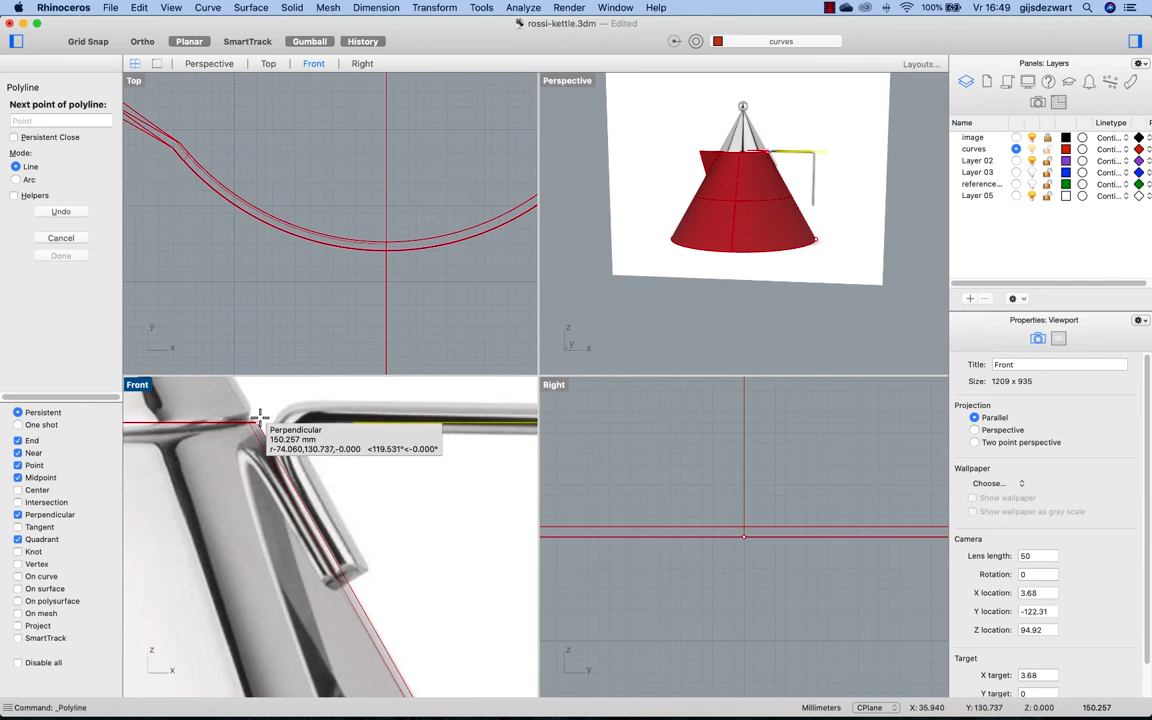 Rhinoceros File Edit View Curve Surface Solid Mesh Dimension Transform Tools Analyze Render Window Help 100% Vr 16:49 gijsdezwart
rossi-kettle.3dm — Edited
Grid Snap Ortho Planar SmartTrack Gumball History curves
Perspective Top Front Right Layouts...
Panels: Layers
Polyline
Next point of polyline:
Point
Persistent Close
Mode:
Line
Arc
Helpers
Undo
Cancel
Done
Persistent
One shot
End
Near
Point
Midpoint
Center
Intersection
Perpendicular
Tangent
Quadrant
Knot
Vertex
On curve
On surface
On polysurface
On mesh
Project
SmartTrack
Disable all
Top
y
x
Perspective
z
y
x
Front
Perpendicular
150.257 mm
r-74.060,130.737,-0.000 <119.531°<-0.000°
z
x
Right
z
y
Name Linetype
image Conti...
curves Conti...
Layer 02 Conti...
Layer 03 Conti...
reference... Conti...
Layer 05 Conti...
Properties: Viewport
Title: Front
Size: 1209 x 935
Projection
Parallel
Perspective
Two point perspective
Wallpaper
Choose...
Show wallpaper
Show wallpaper as gray scale
Camera
Lens length: 50
Rotation: 0
X location: 3.68
Y location: -122.31
Z location: 94.92
Target
X target: 3.68
Y target: 0
Command: _Polyline
Millimeters CPlane X: 35.940 Y: 130.737 Z: 0.000 150.257